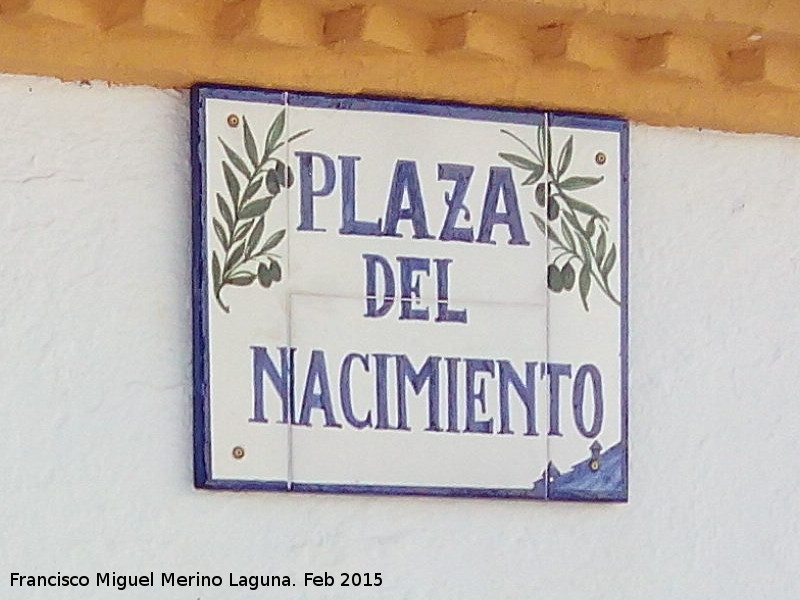 PLAZA
DEL
NACIMIENTO
Francisco Miguel Merino Laguna. Feb 2015